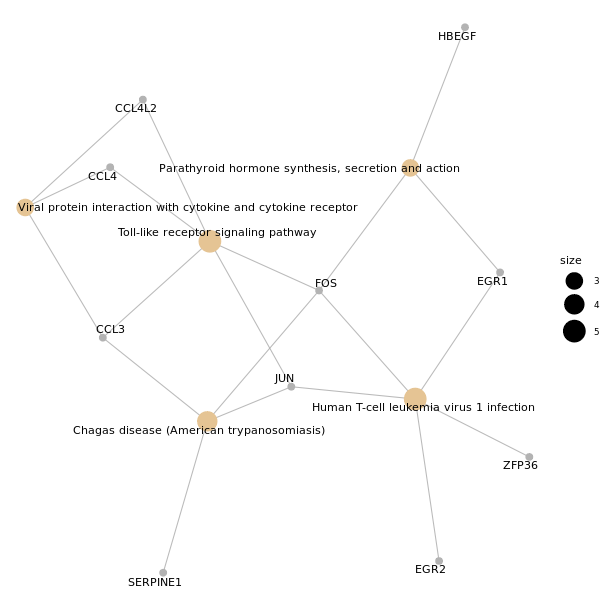 HBEGF
CCL4L2
Parathyroid hormone synthesis, secretion and action
CCL4
Viral protein interaction with cytokine and cytokine receptor
Toll-like receptor signaling pathway
size
3
4
5
EGR1
FOS
CCL3
JUN
Human T-cell leukemia virus 1 infection
Chagas disease (American trypanosomiasis)
ZFP36
EGR2
SERPINE1